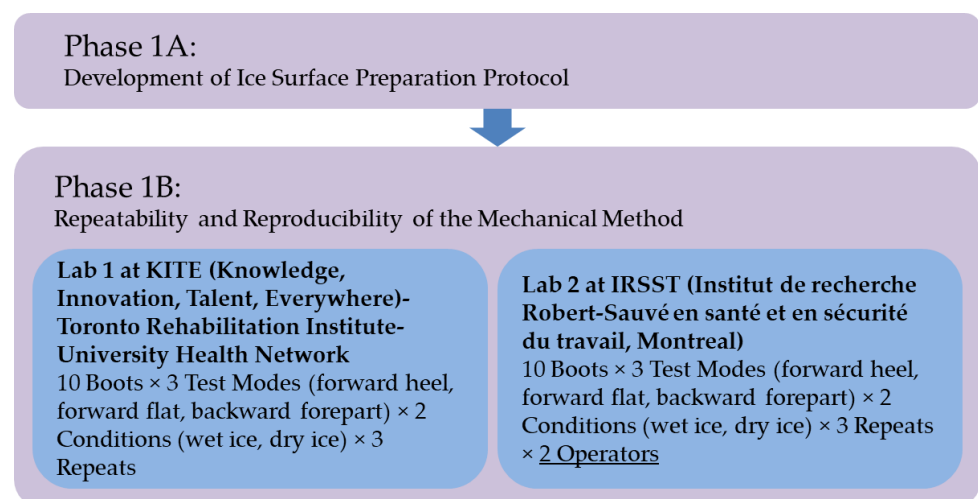 Phase 1A:
Development of Ice Surface Preparation Protocol
Phase 1B:
Repeatability and Reproducibility of the Mechanical Method
Lab 1 at KITE (Knowledge,
Innovation, Talent, Everywhere)-
Toronto Rehabilitation Institute-
University Health Network
10 Boots × 3 Test Modes (forward heel,
forward flat, backward forepart) × 2
Conditions (wet ice, dry ice) × 3
Repeats
Lab 2 at IRSST (Institut de recherche
Robert-Sauvé en santé et en sécurité
du travail, Montreal)
10 Boots × 3 Test Modes (forward heel,
forward flat, backward forepart) × 2
Conditions (wet ice, dry ice) × 3 Repeats
× 2 Operators